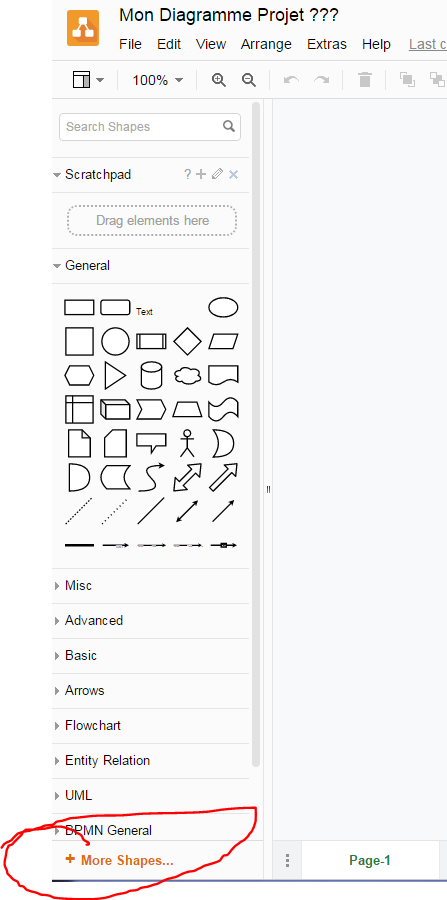 Mon Diagramme Projet ???
File Edit View Arrange Extras Help Last c
100%
Search Shapes
Scratchpad ?
Drag elements here
General
Text
Misc
Advanced
Basic
Arrows
Flowchart
Entity Relation
UML
BPMN General
+ More Shapes...
Page-1